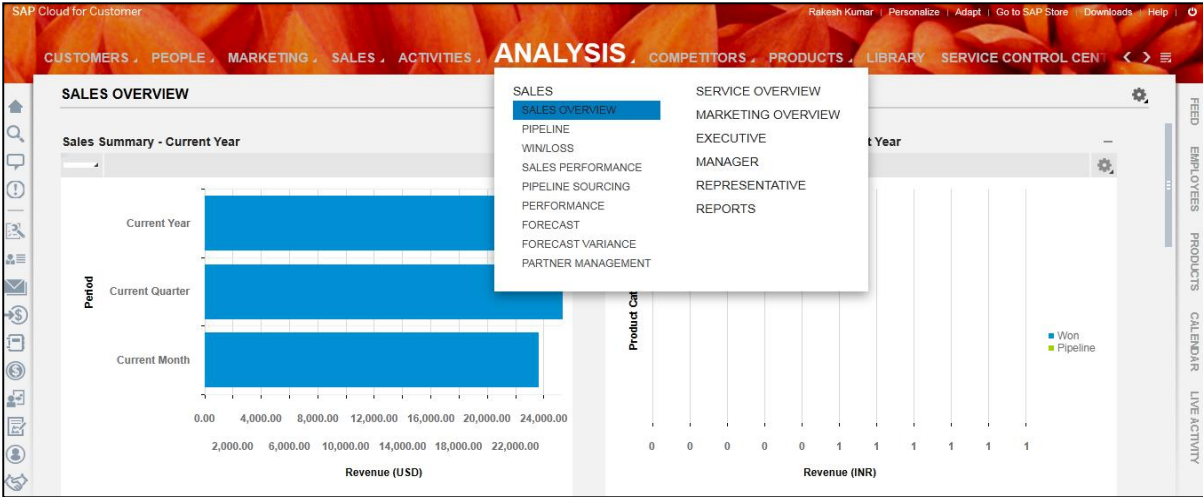 SAP Cloud for Customer
Rakesh Kumar | Personalize | Adapt | Go to SAP Store | Downloads | Help |
CUSTOMERS PEOPLE MARKETING SALES ACTIVITIES ANALYSIS COMPETITORS PRODUCTS LIBRARY SERVICE CONTROL CENT
SALES OVERVIEW
SALES
SALES OVERVIEW
PIPELINE
WIN/LOSS
SALES PERFORMANCE
PIPELINE SOURCING
PERFORMANCE
FORECAST
FORECAST VARIANCE
PARTNER MANAGEMENT
SERVICE OVERVIEW
MARKETING OVERVIEW
EXECUTIVE
MANAGER
REPRESENTATIVE
REPORTS
Sales Summary - Current Year
Period
Current Year
Current Quarter
Current Month
0.00 4,000.00 8,000.00 12,000.00 16,000.00 20,000.00 24,000.00
2,000.00 6,000.00 10,000.00 14,000.00 18,000.00 22,000.00
Revenue (USD)
t Year
Product Cat
Won
Pipeline
0 0 0 0 0 1 1 1 1 1 1
Revenue (INR)
FEED
EMPLOYEES
PRODUCTS
CALENDAR
LIVE ACTIVITY